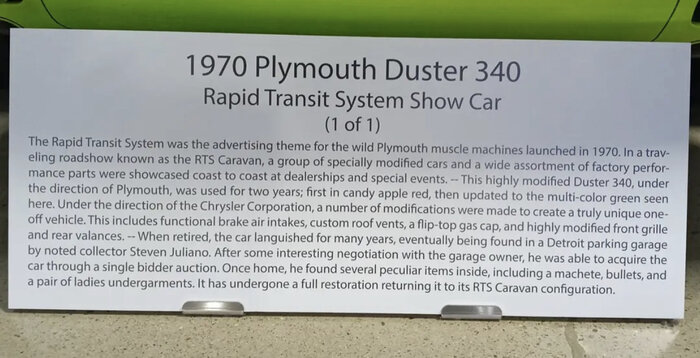 1970 Plymouth Duster 340
Rapid Transit System Show Car
(1 of 1)
The Rapid Transit System was the advertising theme for the wild Plymouth muscle machines launched in 1970. In a trav-
eling roadshow known as the RTS Caravan, a group of specially modified cars and a wide assortment of factory perfor-
mance parts were showcased coast to coast at dealerships and special events. -- This highly modified Duster 340, under
the direction of Plymouth, was used for two years; first in candy apple red, then updated to the multi-color green seen
here. Under the direction of the Chrysler Corporation, a number of modifications were made to create a truly unique one-
off vehicle. This includes functional brake air intakes, custom roof vents, a flip-top gas cap, and highly modified front grille
and rear valances. -- When retired, the car languished for many years, eventually being found in a Detroit parking garage
by noted collector Steven Juliano. After some interesting negotiation with the garage owner, he was able to acquire the
car through a single bidder auction. Once home, he found several peculiar items inside, including a machete, bullets, and
a pair of ladies undergarments. It has undergone a full restoration returning it to its RTS Caravan configuration.